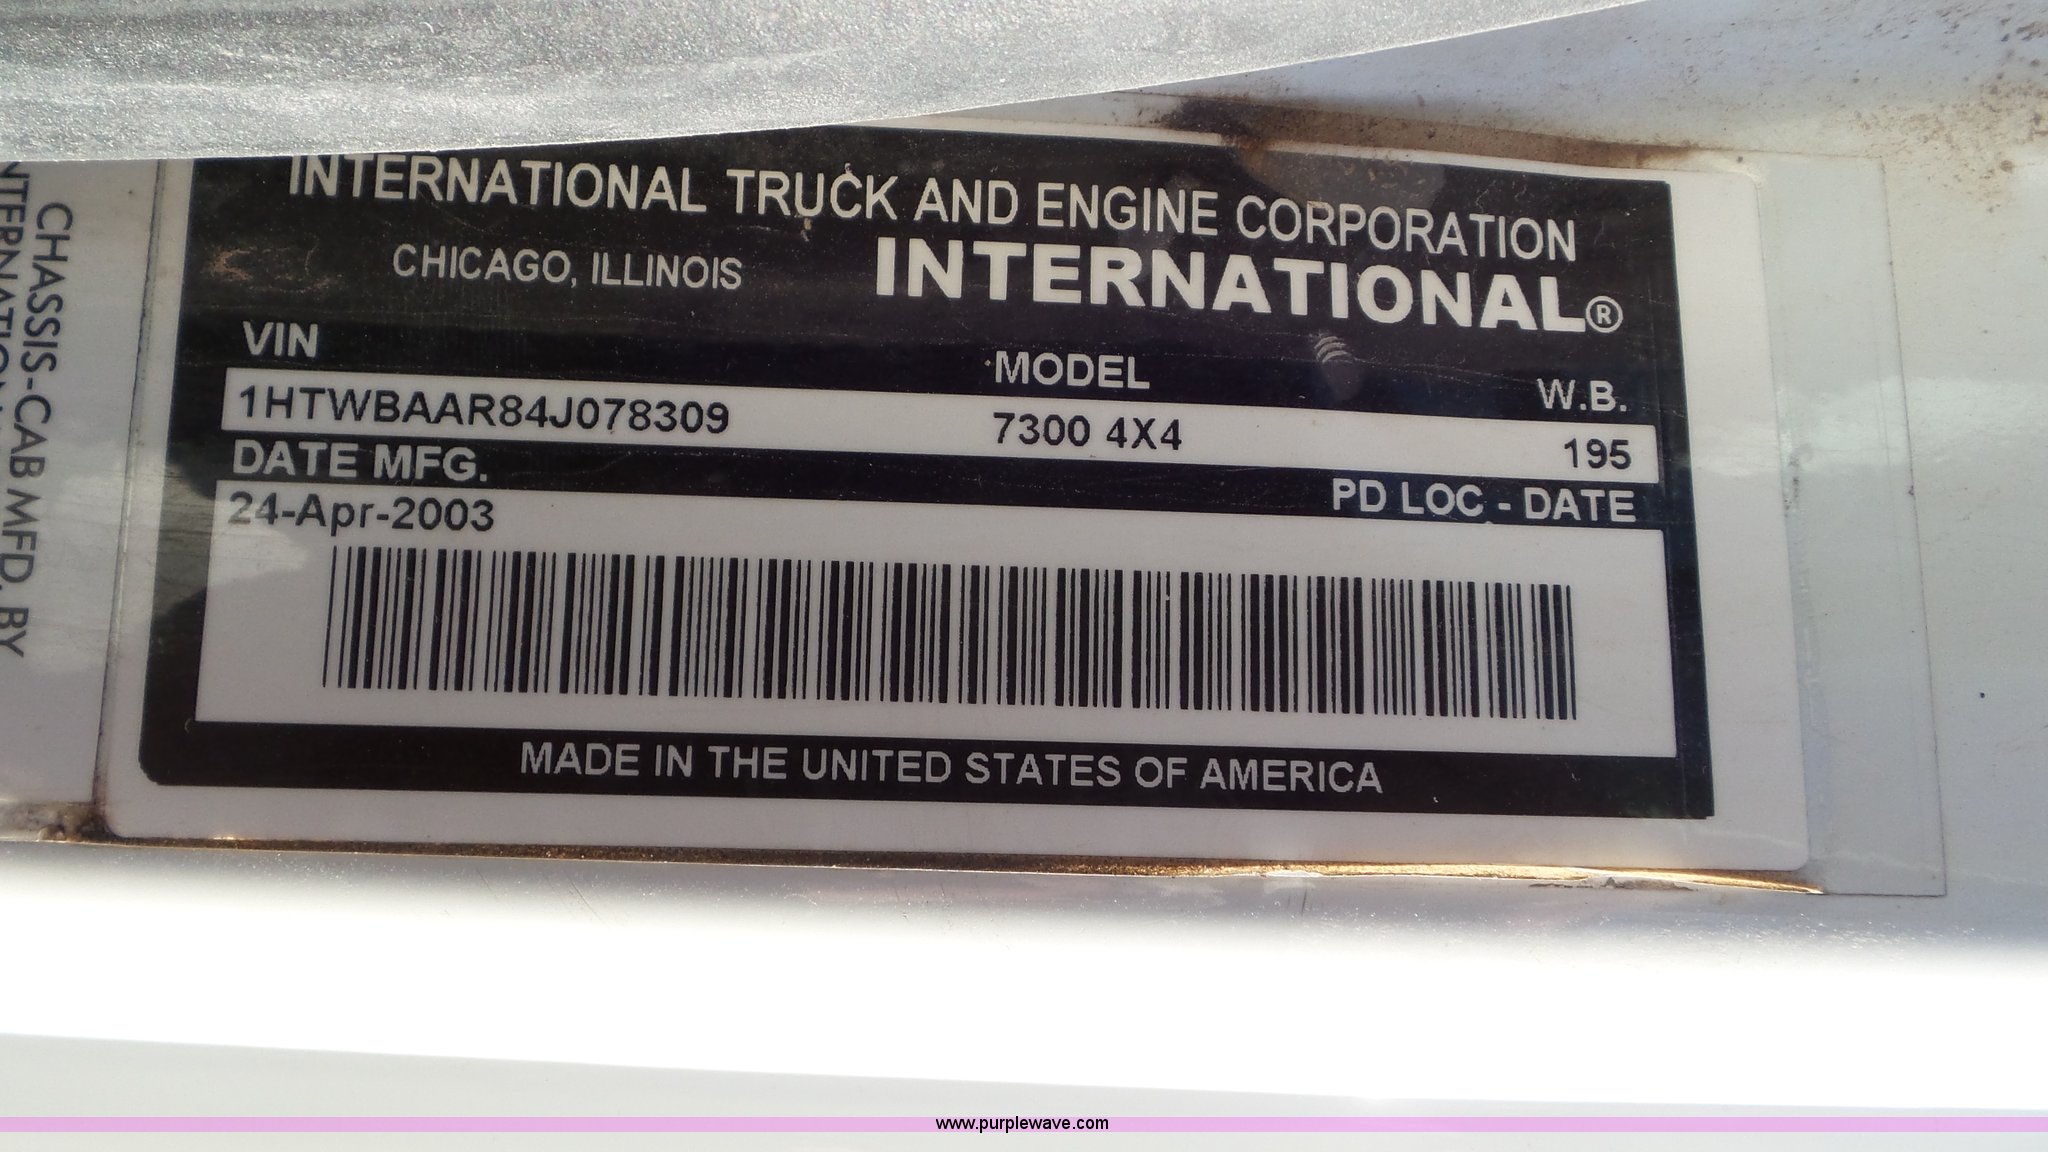 INTERNATIONAL TRUCK AND ENGINE CORPORATION
CHICAGO, ILLINOIS
INTERNATIONAL®
VIN MODEL W.B.
1HTWBAAR84J078309 7300 4X4 195
DATE MFG. PD LOC - DATE
24-Apr-2003
MADE IN THE UNITED STATES OF AMERICA
CHASSIS-CAB MFD. BY
www.purplewave.com